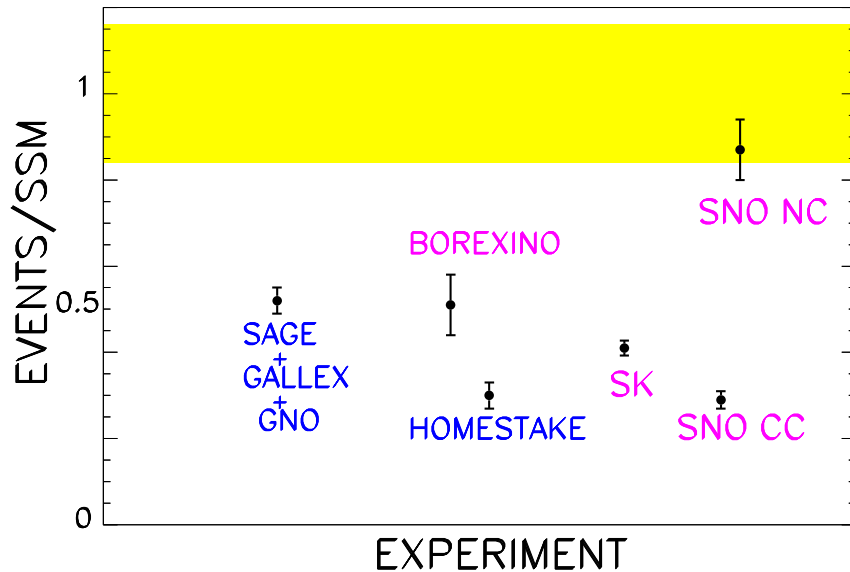 EVENTS/SSM
1
0.5
0
SNO NC
BOREXINO
SAGE
+
GALLEX
+
GNO
HOMESTAKE
SK
SNO CC
EXPERIMENT